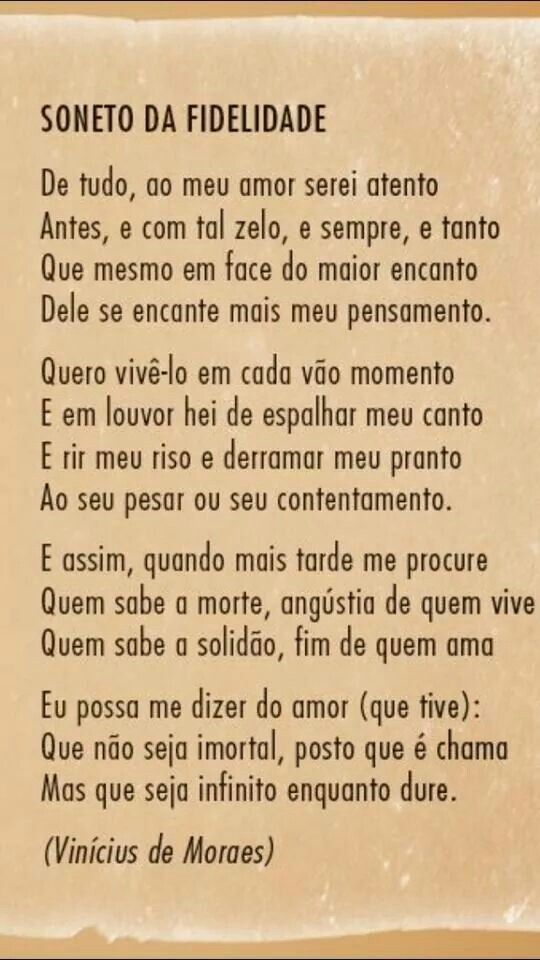 SONETO DA FIDELIDADE
De tudo, ao meu amor serei atento
Antes, e com tal zelo, e sempre, e tanto
Que mesmo em face do maior encanto
Dele se encante mais meu pensamento.
Quero vivê-lo em cada vão momento
E em louvor hei de espalhar meu canto
E rir meu riso e derramar meu pranto
Ao seu pesar ou seu contentamento.
E assim, quando mais tarde me procure
Quem sabe a morte, angústia de quem vive
Quem sabe a solidão, fim de quem ama
Eu possa me dizer do amor (que tive):
Que não seja imortal, posto que é chama
Mas que seja infinito enquanto dure.
(Vinícius de Moraes)